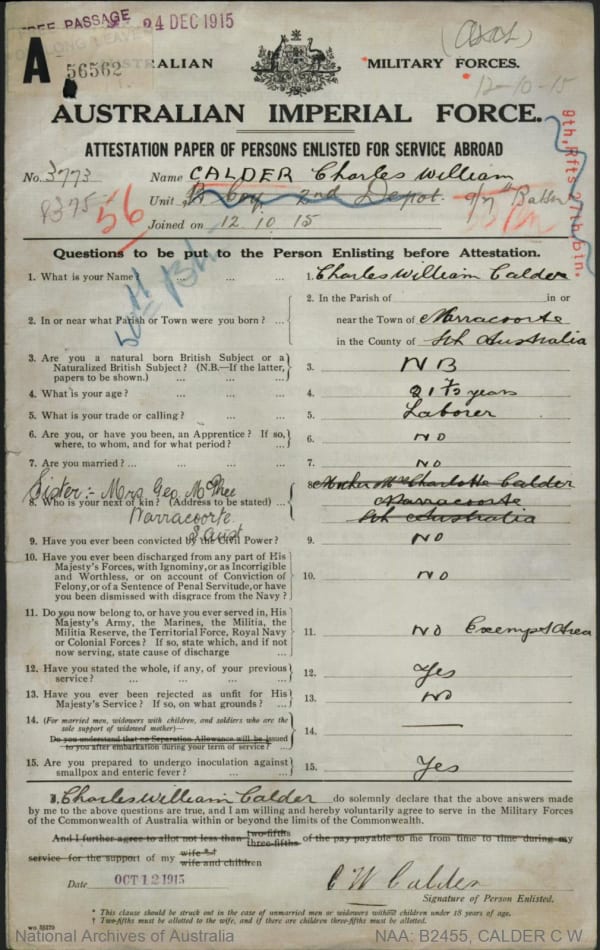 FREE PASSAGE
24 DEC 1915
A
56562
AUSTRALIAN MILITARY FORCES.
12-10-15
AUSTRALIAN IMPERIAL FORCE.
ATTESTATION PAPER OF PERSONS ENLISTED FOR SERVICE ABROAD
9th. Rfts 27th. Btn.
No. 3773 Name CALDER Charles William
8375 56
Unit 2nd Depot.
Joined on 12.10.15
Questions to be put to the Person Enlisting before Attestation.
1. What is your Name? ... ... ...
1. Charles William Calder
2. In or near what Parish or Town were you born? ...
2. In the Parish of in or
near the Town of Narracoorte
in the County of Sth Australia
3. Are you a natural born British Subject or a
Naturalized British Subject? (N.B.—If the latter,
papers to be shown.) ... ... ...
3. NB
4. What is your age? ... ... ...
4. 21 years
5. What is your trade or calling? ... ...
5. Laborer
6. Are you, or have you been, an Apprentice? If so,
where, to whom, and for what period? ...
6. No
7. Are you married? ... ... ...
7. No
Sister:- Mrs Geo McPhee
8. Who is your next of kin? (Address to be stated) ...
Narracoorte
S Aust
8. Mother Mrs Charlotte Calder
Narracoorte
Sth Australia
9. Have you ever been convicted by the Civil Power?
9. No
10. Have you ever been discharged from any part of His
Majesty's Forces, with Ignominy, or as Incorrigible
and Worthless, or on account of Conviction of
Felony, or of a Sentence of Penal Servitude, or have
you been dismissed with disgrace from the Navy?
10. No
11. Do you now belong to, or have you ever served in, His
Majesty's Army, the Marines, the Militia, the
Militia Reserve, the Territorial Force, Royal Navy
or Colonial Forces? If so, state which, and if not
now serving, state cause of discharge ...
11. No Exempt Area
12. Have you stated the whole, if any, of your previous
service? ... ... ... ...
12. Yes
13. Have you ever been rejected as unfit for His
Majesty's Service? If so, on what grounds? ...
13. No
14. (For married men, widowers with children, and soldiers who are the
sole support of widowed mother)—
Do you understand that no Separation Allowance will be issued
to you after embarkation during your term of service? ...
14. —
15. Are you prepared to undergo inoculation against
smallpox and enteric fever? ... ...
15. Yes
I, Charles William Calder do solemnly declare that the above answers made
by me to the above questions are true, and I am willing and hereby voluntarily agree to serve in the Military Forces
of the Commonwealth of Australia within or beyond the limits of the Commonwealth.
And I further agree to allot not less than two-fifths three-fifths of the pay payable to me from time to time during my
service for the support of my wife wife and children
Date OCT 12 1915
C W Calder
Signature of Person Enlisted.
* This clause should be struck out in the case of unmarried men or widowers without children under 18 years of age.
† Two-fifths must be allotted to the wife, and if there are children three-fifths must be allotted.
National Archives of Australia
NAA: B2455, CALDER C W